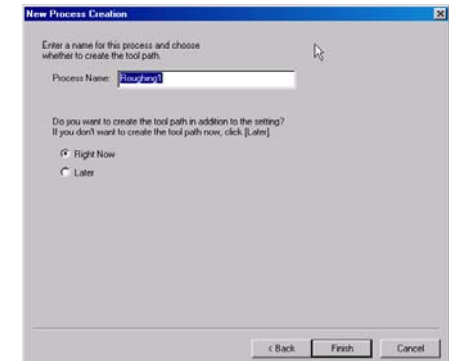 New Process Creation
Enter a name for this process and choose
whether to create the tool path.
Process Name: Roughing1
Do you want to create the tool path in addition to the setting?
If you don't want to create the tool path now, click [Later].
Right Now
Later
< Back Finish Cancel